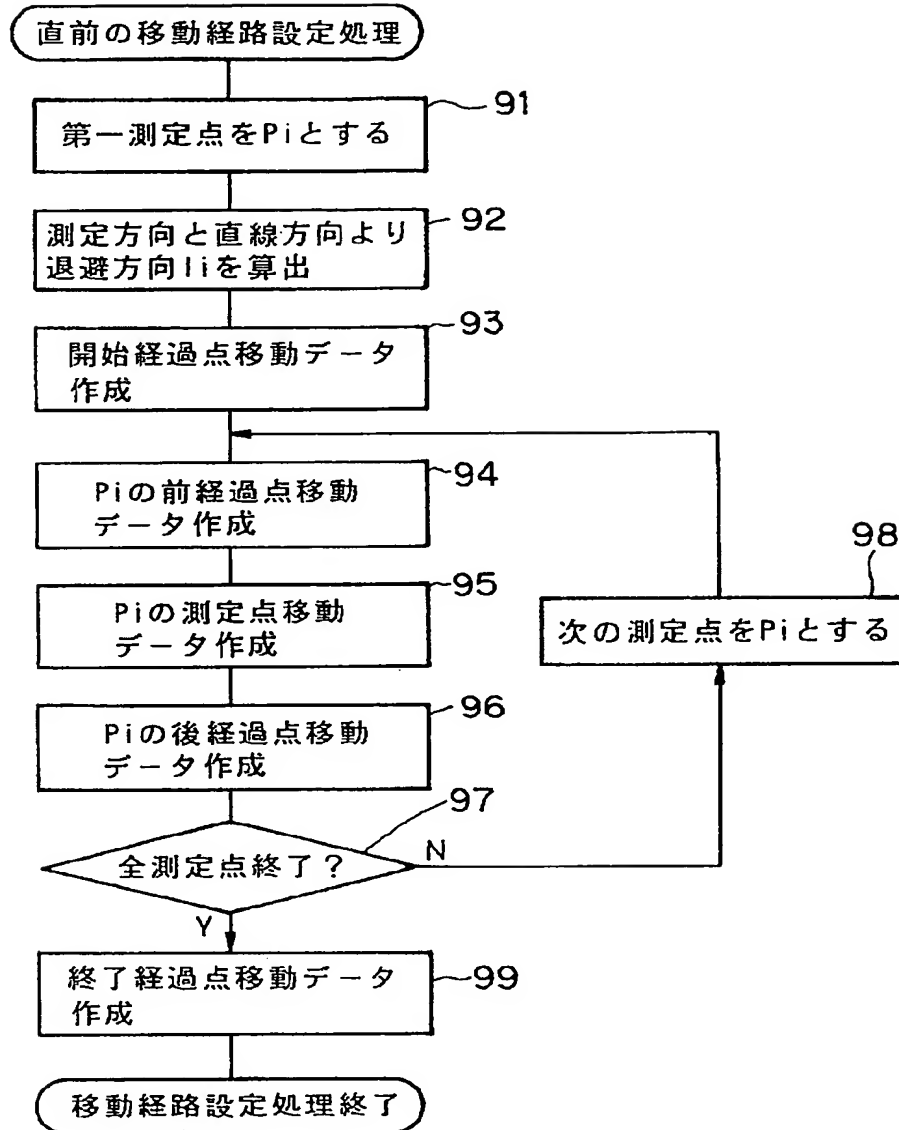 直前の移動経路設定処理
91
第一測定点をPiとする
92
測定方向と直線方向より
退避方向Iiを算出
93
開始経過点移動データ
作成
94
Piの前経過点移動
データ作成
95
Piの測定点移動
データ作成
98
次の測定点をPiとする
96
Piの後経過点移動
データ作成
97
全測定点終了?
N
Y
99
終了経過点移動データ
作成
移動経路設定処理終了